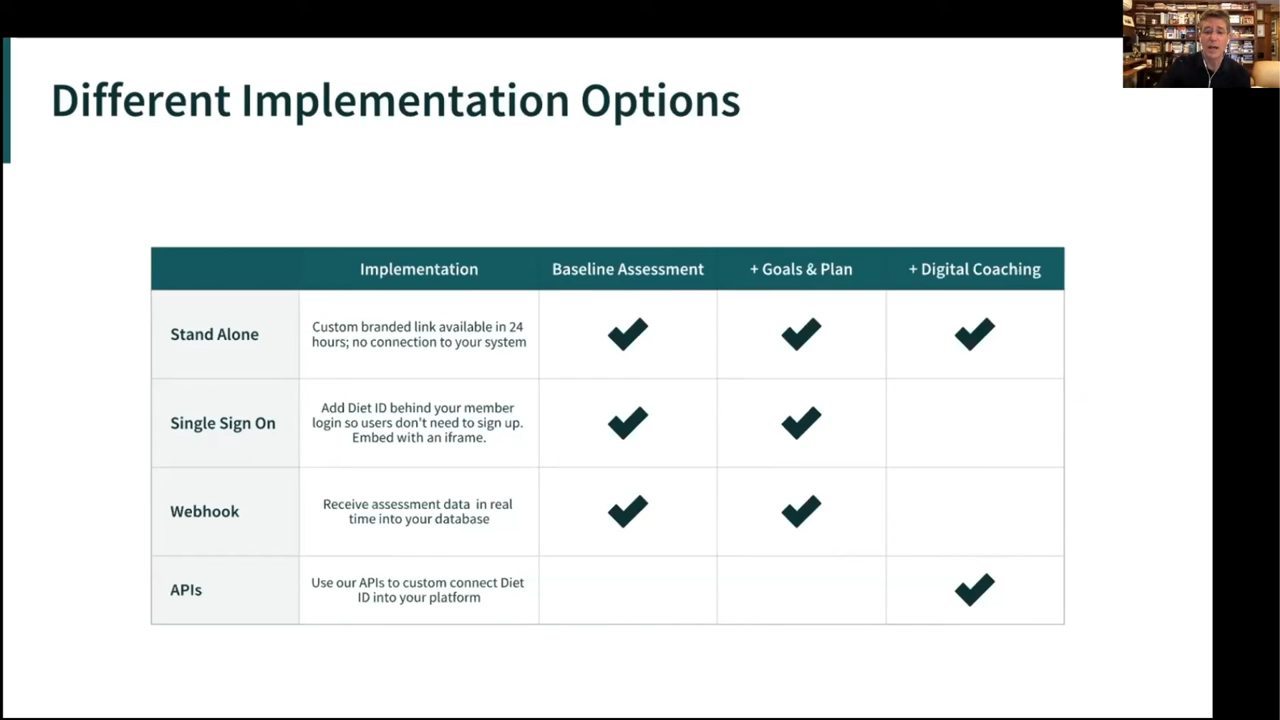 Different Implementation Options
Implementation
Baseline Assessment
+ Goals & Plan
+ Digital Coaching
Stand Alone
Custom branded link available in 24
hours; no connection to your system
Single Sign On
Add Diet ID behind your member
login so users don't need to sign up.
Embed with an iframe.
Webhook
Receive assessment data in real
time into your database
APIs
Use our APIs to custom connect Diet
ID into your platform